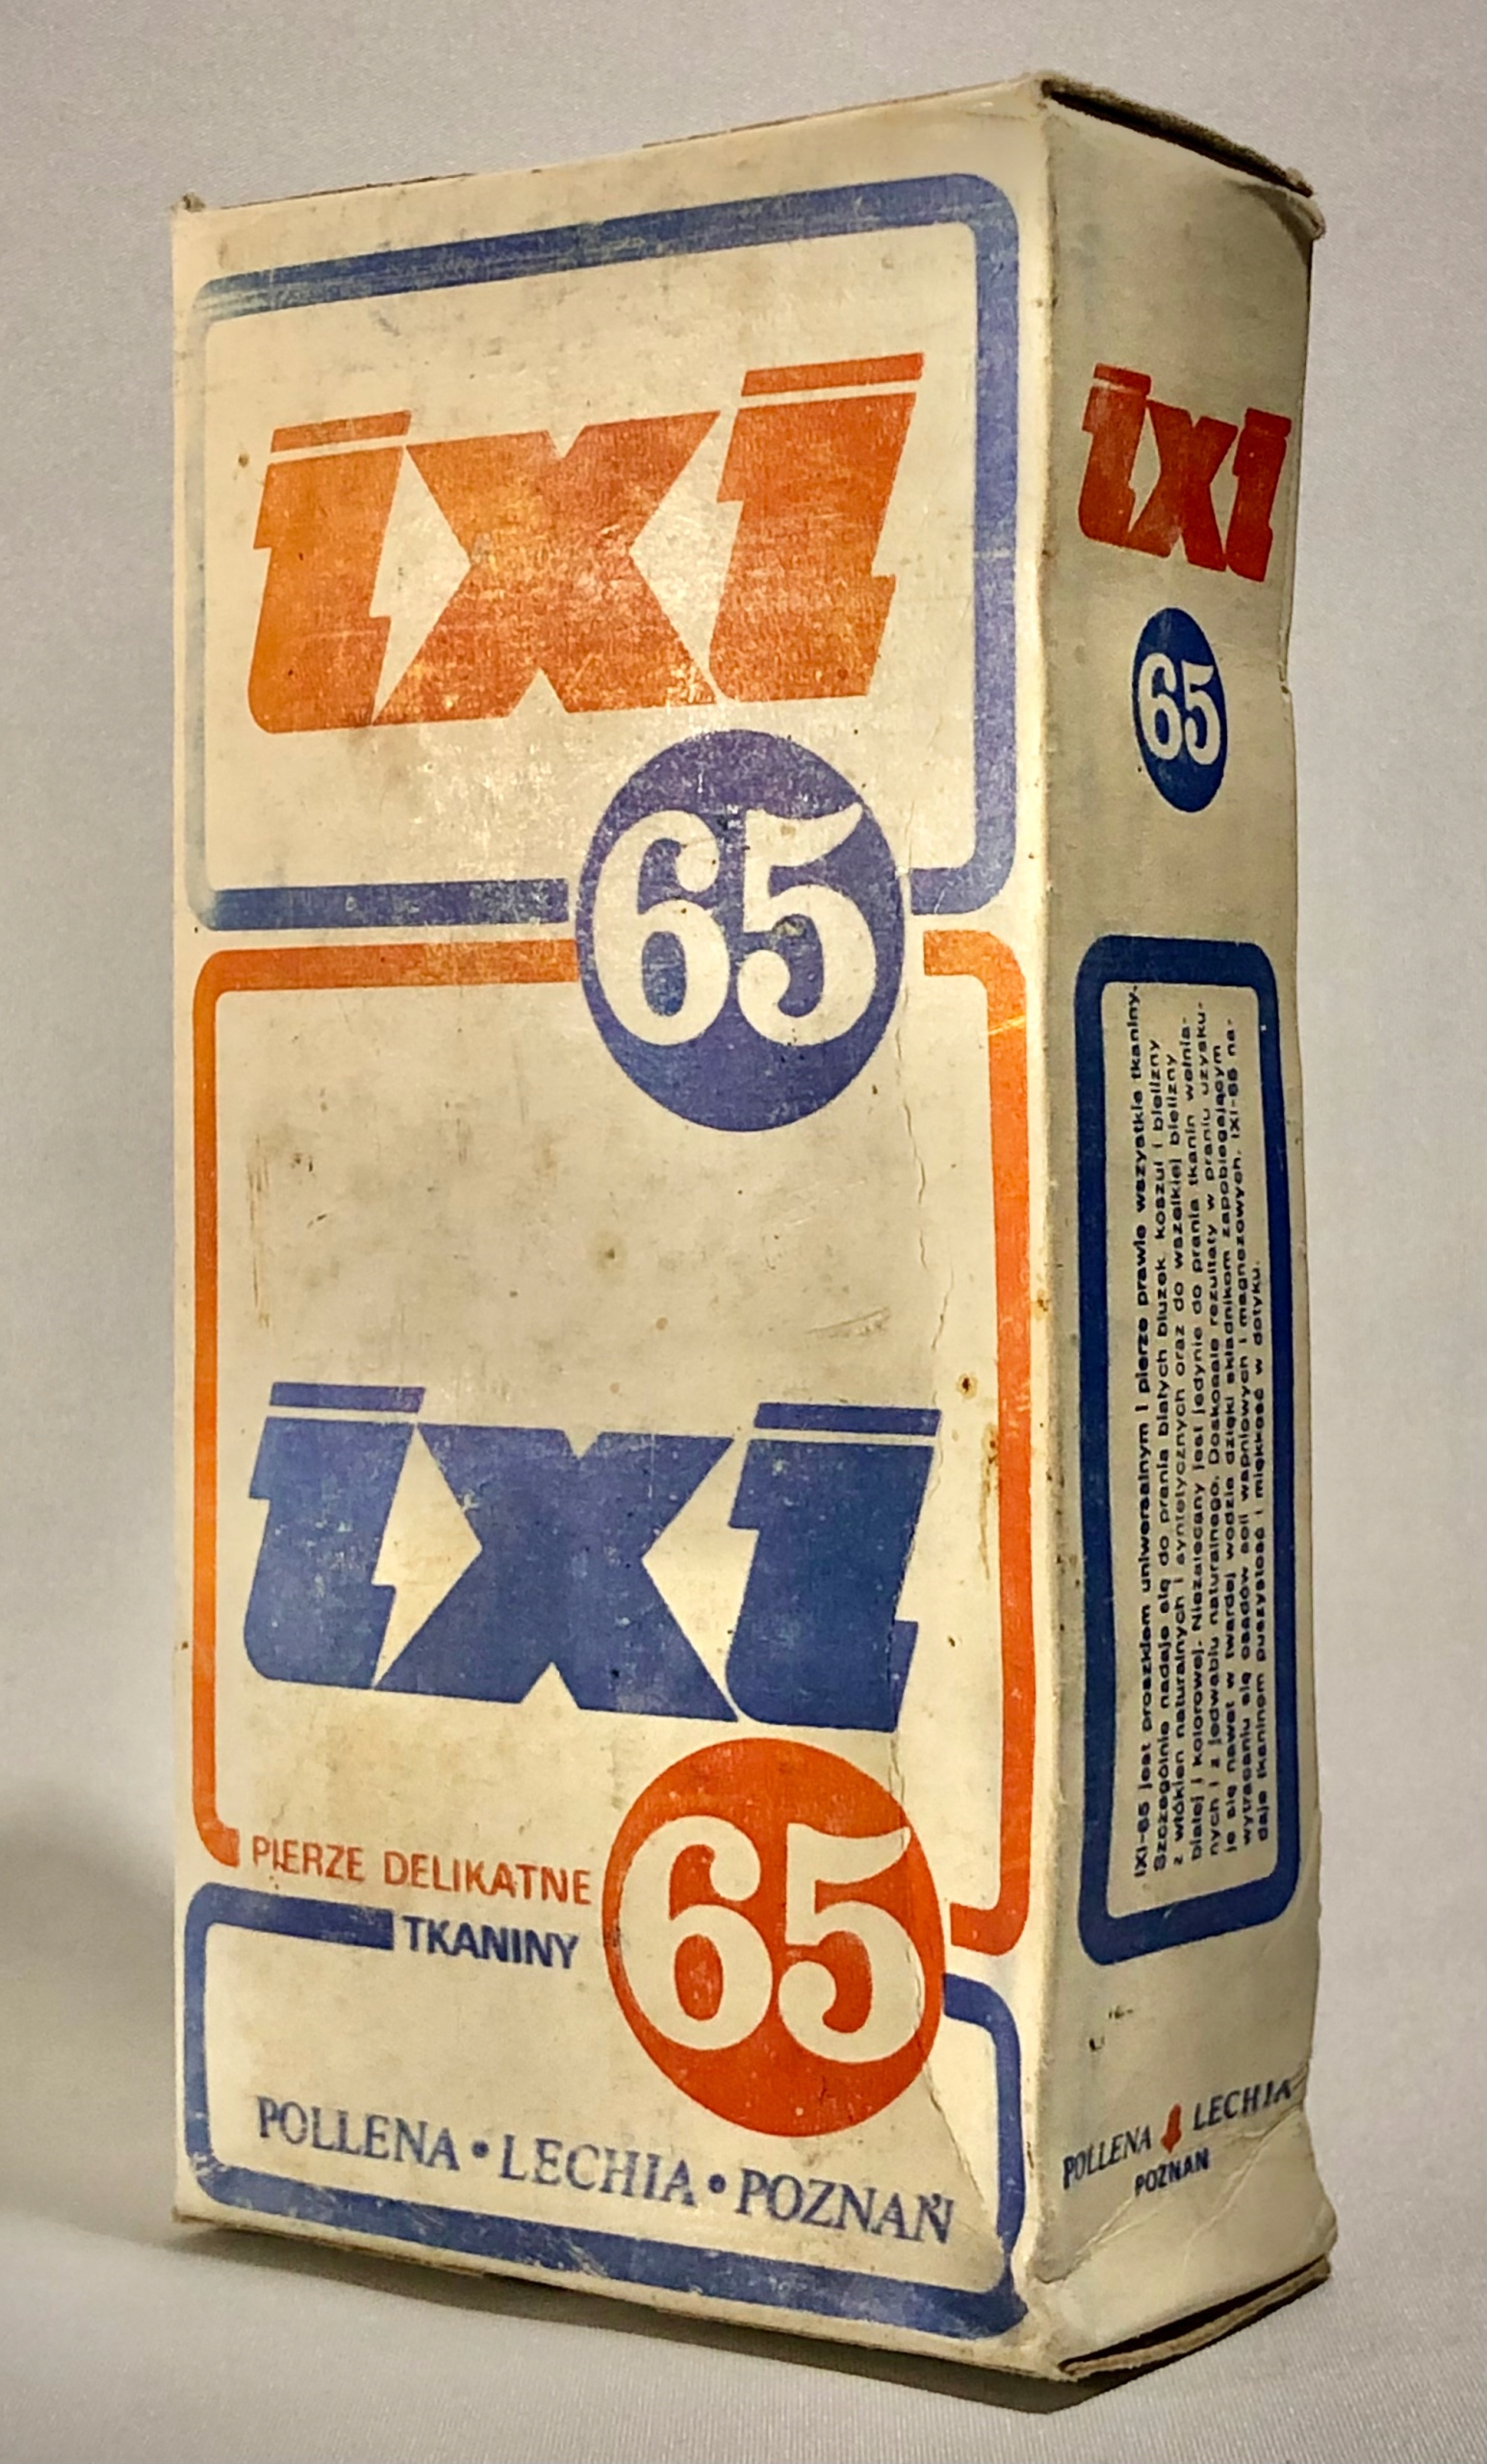 ixi
65
ixi
65
PIERZE DELIKATNE
TKANINY
POLLENA • LECHIA • POZNAŃ
ixi
65
IXI-65 jest proszkiem uniwersalnym i pierze prawie wszystkie tkaniny.
Szczególnie nadaje się do prania białych bluzek, koszul i bielizny
z włókien naturalnych i syntetycznych oraz do wszelkiej bielizny
białej i kolorowej. Niezalecany jest jedynie do prania tkanin wełnia-
nych i z jedwabiu naturalnego. Doskonałe rezultaty w praniu uzysku-
je się nawet w twardej wodzie dzięki składnikom zapobiegającym
wytrącaniu się osadów soli wapniowych i magnezowych. IXI-65 na-
daje tkaninom puszystość i miękkość w dotyku.
POLLENA LECHIA
POZNAŃ